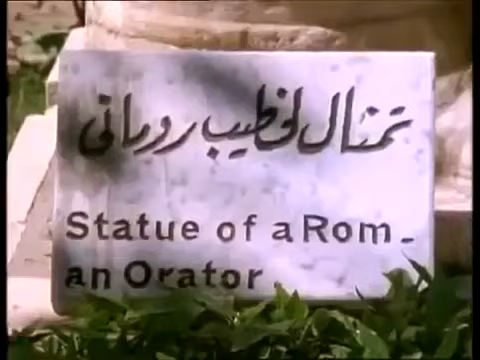 تمثال لخطيب روماني
Statue of a Rom-
an Orator